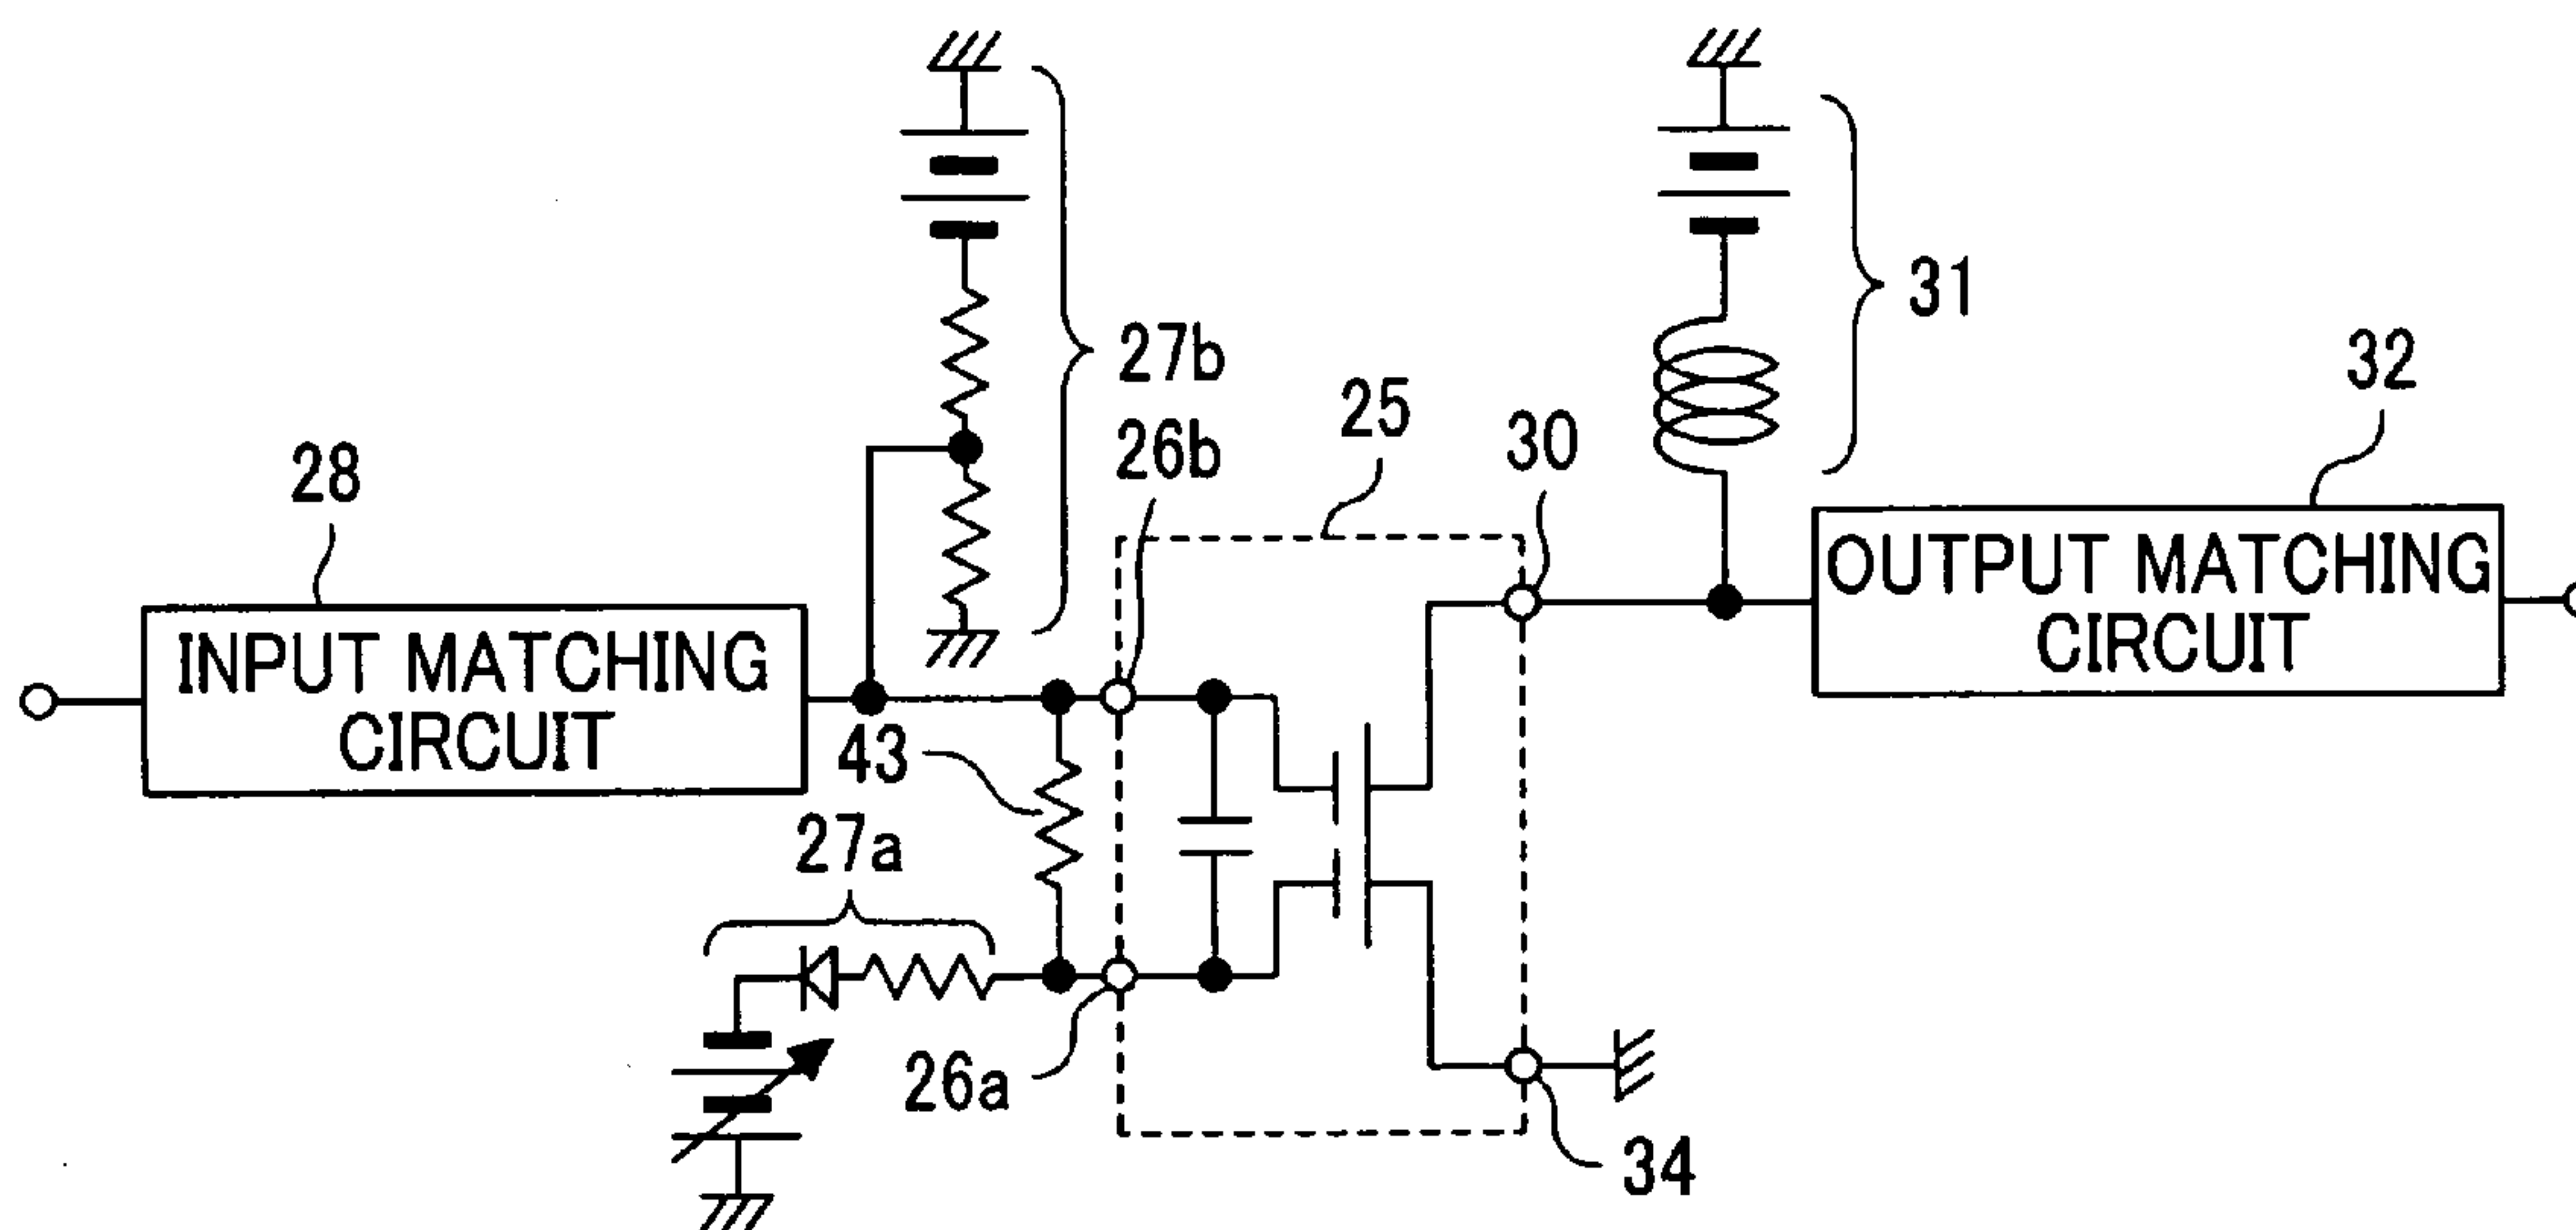 31
27b
32
25
26b
30
28
OUTPUT MATCHING
CIRCUIT
INPUT MATCHING
CIRCUIT
43
27a
26a
34